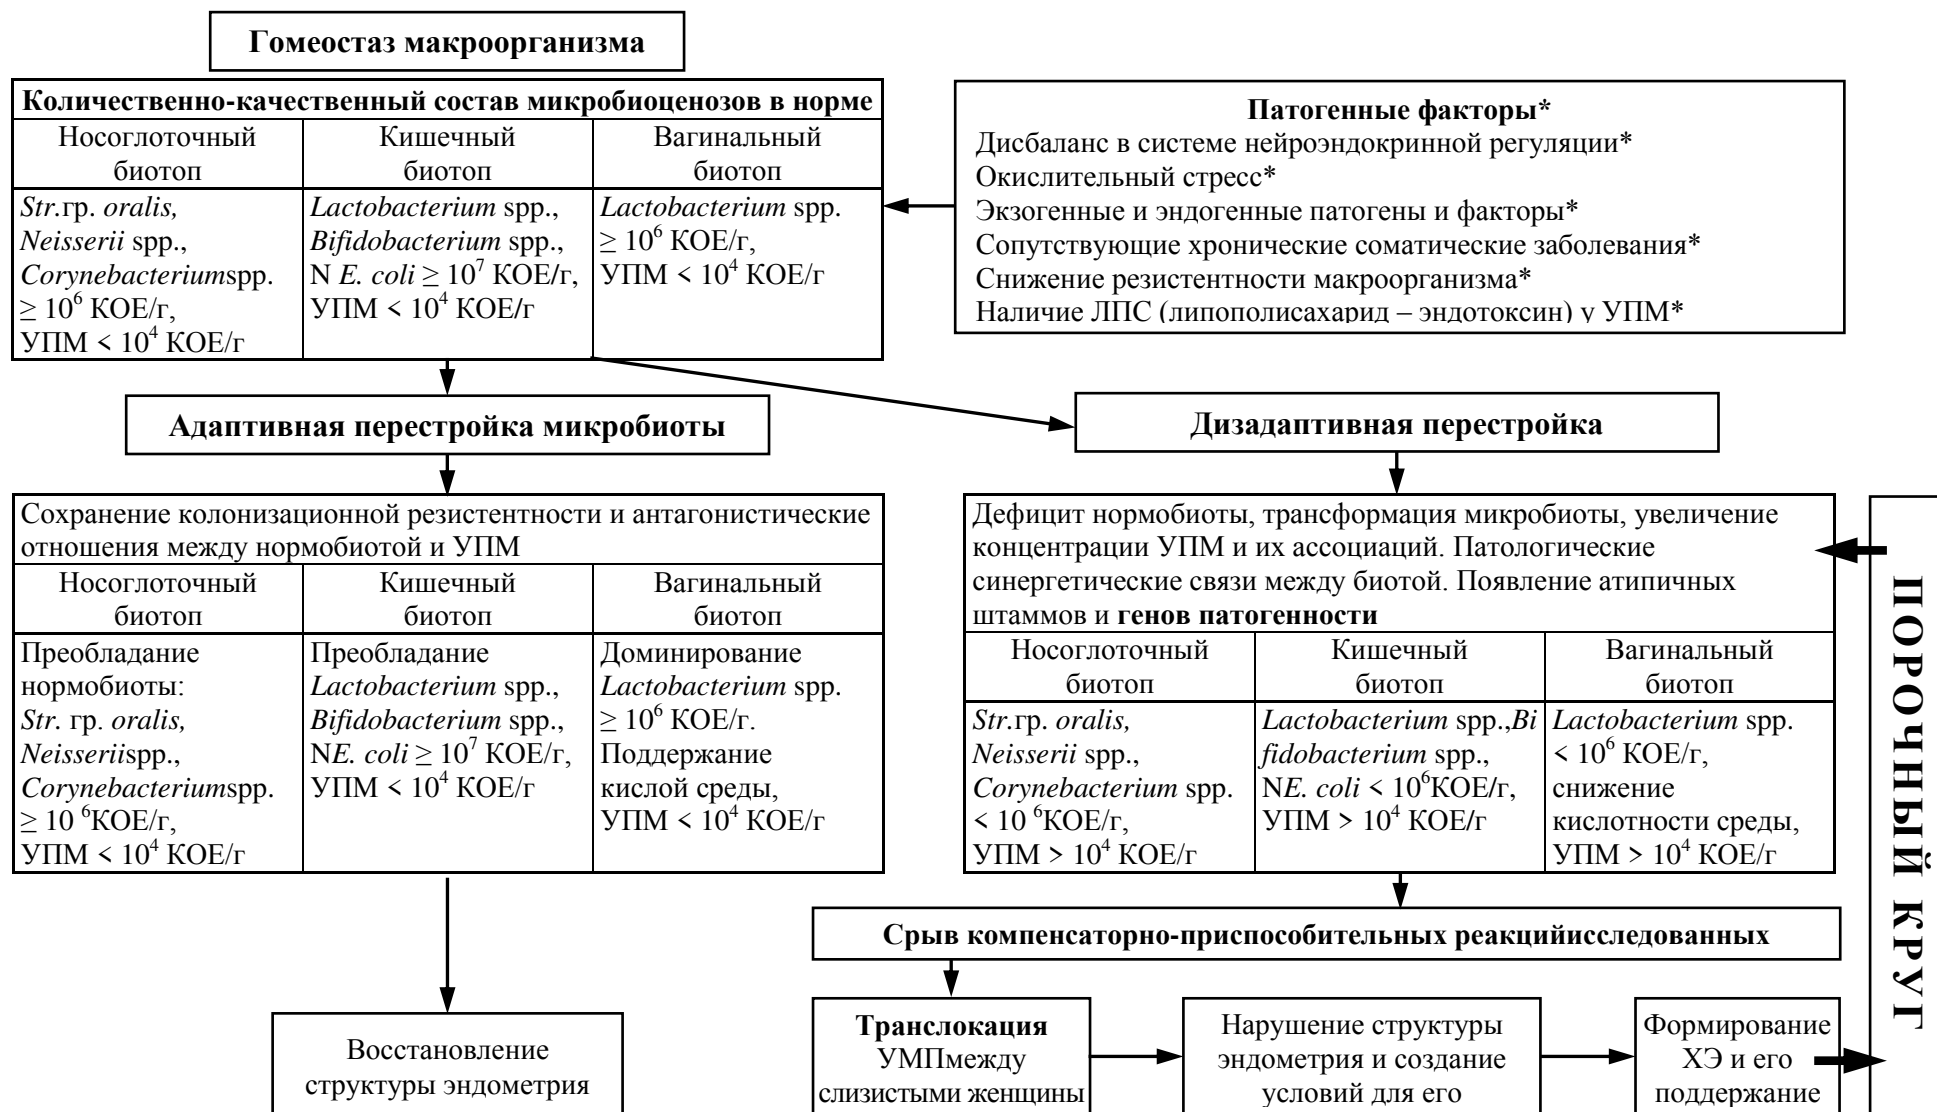 Гомеостаз макроорганизма
Количественно-качественный состав микробиоценозов в норме
Носоглоточный
биотоп
Кишечный
биотоп
Вагинальный
биотоп
Str.гр. oralis,
Neisserii spp.,
Corynebacteriumspp.
≥ 10⁶ КОЕ/г,
УПМ < 10⁴ КОЕ/г
Lactobacterium spp.,
Bifidobacterium spp.,
N E. coli ≥ 10⁷ КОЕ/г,
УПМ < 10⁴ КОЕ/г
Lactobacterium spp.
≥ 10⁶ КОЕ/г,
УПМ < 10⁴ КОЕ/г
Патогенные факторы*
Дисбаланс в системе нейроэндокринной регуляции*
Окислительный стресс*
Экзогенные и эндогенные патогены и факторы*
Сопутствующие хронические соматические заболевания*
Снижение резистентности макроорганизма*
Наличие ЛПС (липополисахарид – эндотоксин) у УПМ*
Адаптивная перестройка микробиоты
Дизадаптивная перестройка
Сохранение колонизационной резистентности и антагонистические
отношения между нормобиотой и УПМ
Носоглоточный
биотоп
Кишечный
биотоп
Вагинальный
биотоп
Преобладание
нормобиоты:
Str. гр. oralis,
Neisseriispp.,
Corynebacteriumspp.
≥ 10 ⁶КОЕ/г,
УПМ < 10⁴ КОЕ/г
Преобладание
Lactobacterium spp.,
Bifidobacterium spp.,
NE. coli ≥ 10⁷ КОЕ/г,
УПМ < 10⁴ КОЕ/г
Доминирование
Lactobacterium spp.
≥ 10⁶ КОЕ/г.
Поддержание
кислой среды,
УПМ < 10⁴ КОЕ/г
Дефицит нормобиоты, трансформация микробиоты, увеличение
концентрации УПМ и их ассоциаций. Патологические
синергетические связи между биотой. Появление атипичных
штаммов и генов патогенности
Носоглоточный
биотоп
Кишечный
биотоп
Вагинальный
биотоп
Str.гр. oralis,
Neisserii spp.,
Corynebacterium spp.
< 10 ⁶КОЕ/г,
УПМ > 10⁴ КОЕ/г
Lactobacterium spp.,Bi
fidobacterium spp.,
NE. coli < 10⁶КОЕ/г,
УПМ > 10⁴ КОЕ/г
Lactobacterium spp.
< 10⁶ КОЕ/г,
снижение
кислотности среды,
УПМ > 10⁴ КОЕ/г
ПОРОЧНЫЙ КРУГ
Срыв компенсаторно-приспособительных реакцийисследованных
Восстановление
структуры эндометрия
Транслокация
УМПмежду
слизистыми женщины
Нарушение структуры
эндометрия и создание
условий для его
Формирование
ХЭ и его
поддержание